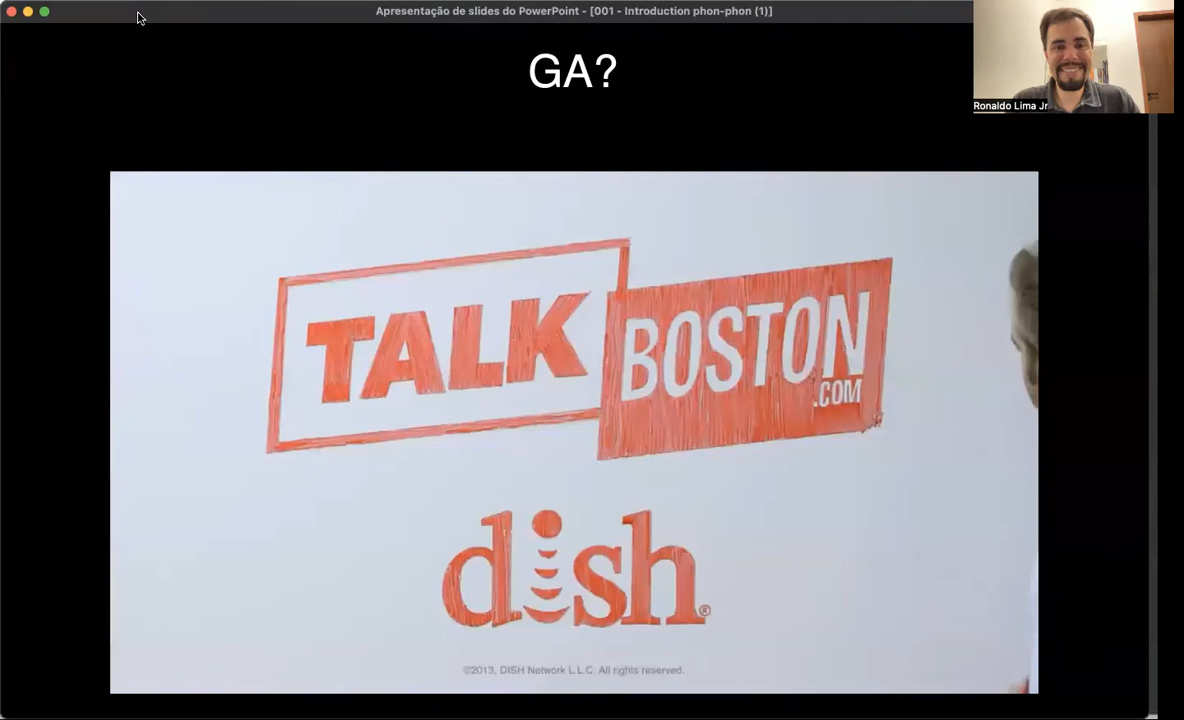 Apresentação de slides do PowerPoint - [001 - Introduction phon-phon (1)]
GA?
Ronaldo Lima Jr
TALK
BOSTON
.COM
dish®
©2013, DISH Network L.L.C. All rights reserved.